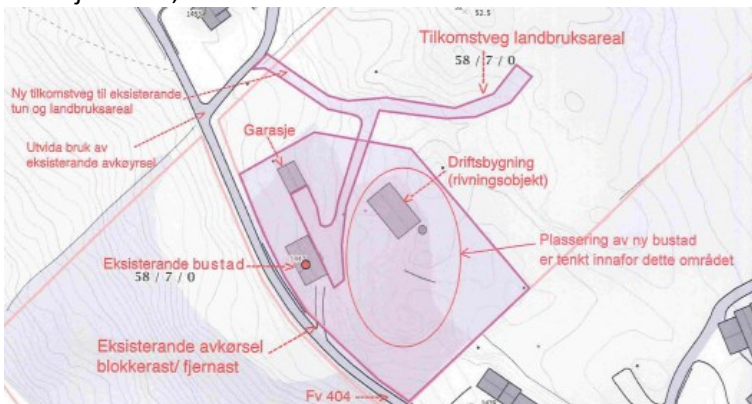 52.5
Tilkomstveg landbruksareal
58 / 7 / 0
Ny tilkomstveg til eksisterande
tun og landbruksareal
Garasje
Utvida bruk av
eksisterande avkøyrsel
Driftsbygning
(rivningsobjekt)
Plassering av ny bustad
er tenkt innafor dette området
Eksisterande bustad
58 / 7 / 0
Eksisterande avkørsel
blokkerast/ fjernast
Fv 404